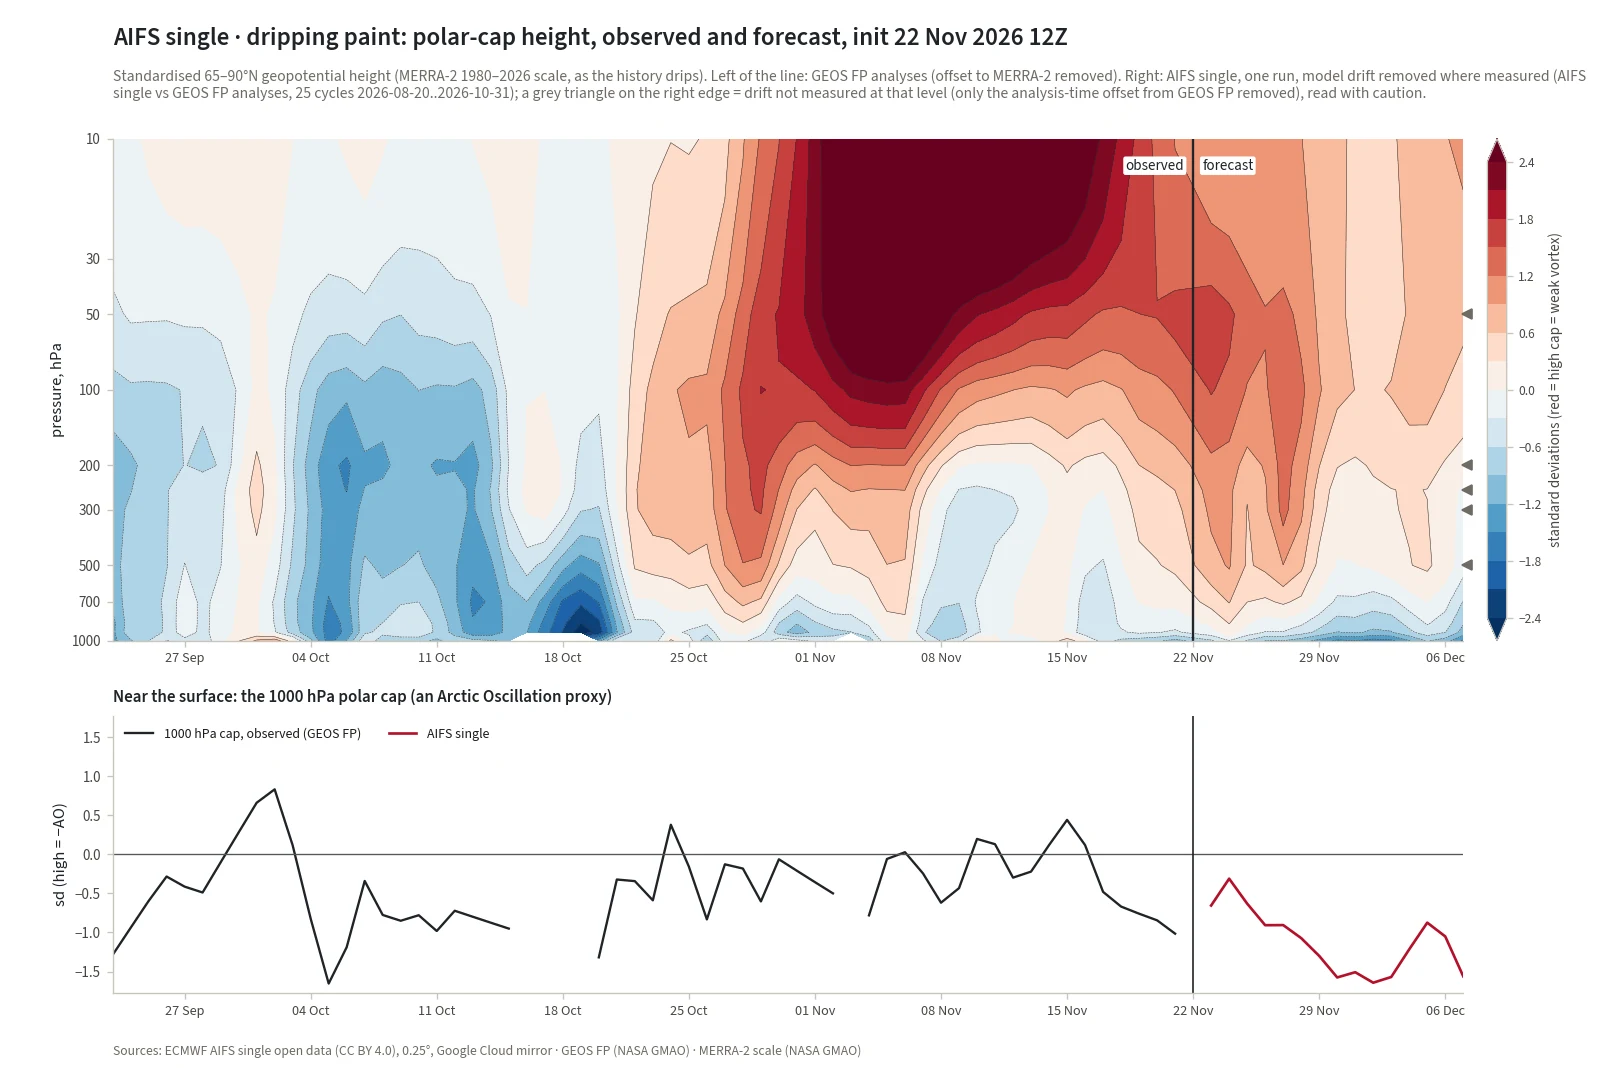 AIFS single · dripping paint: polar-cap height, observed and forecast, init 22 Nov 2026 12Z
Standardised 65–90°N geopotential height (MERRA-2 1980–2026 scale, as the history drips). Left of the line: GEOS FP analyses (offset to MERRA-2 removed). Right: AIFS single, one run, model drift removed where measured (AIFS
single vs GEOS FP analyses, 25 cycles 2026-08-20..2026-10-31); a grey triangle on the right edge = drift not measured at that level (only the analysis-time offset from GEOS FP removed), read with caution.
pressure, hPa
10
30
50
100
200
300
500
700
1000
observed
forecast
27 Sep
04 Oct
11 Oct
18 Oct
25 Oct
01 Nov
08 Nov
15 Nov
22 Nov
29 Nov
06 Dec
2.4
1.8
1.2
0.6
0.0
−0.6
−1.2
−1.8
−2.4
standard deviations (red = high cap = weak vortex)
Near the surface: the 1000 hPa polar cap (an Arctic Oscillation proxy)
1000 hPa cap, observed (GEOS FP)
AIFS single
sd (high = −AO)
1.5
1.0
0.5
0.0
−0.5
−1.0
−1.5
27 Sep
04 Oct
11 Oct
18 Oct
25 Oct
01 Nov
08 Nov
15 Nov
22 Nov
29 Nov
06 Dec
Sources: ECMWF AIFS single open data (CC BY 4.0), 0.25°, Google Cloud mirror · GEOS FP (NASA GMAO) · MERRA-2 scale (NASA GMAO)